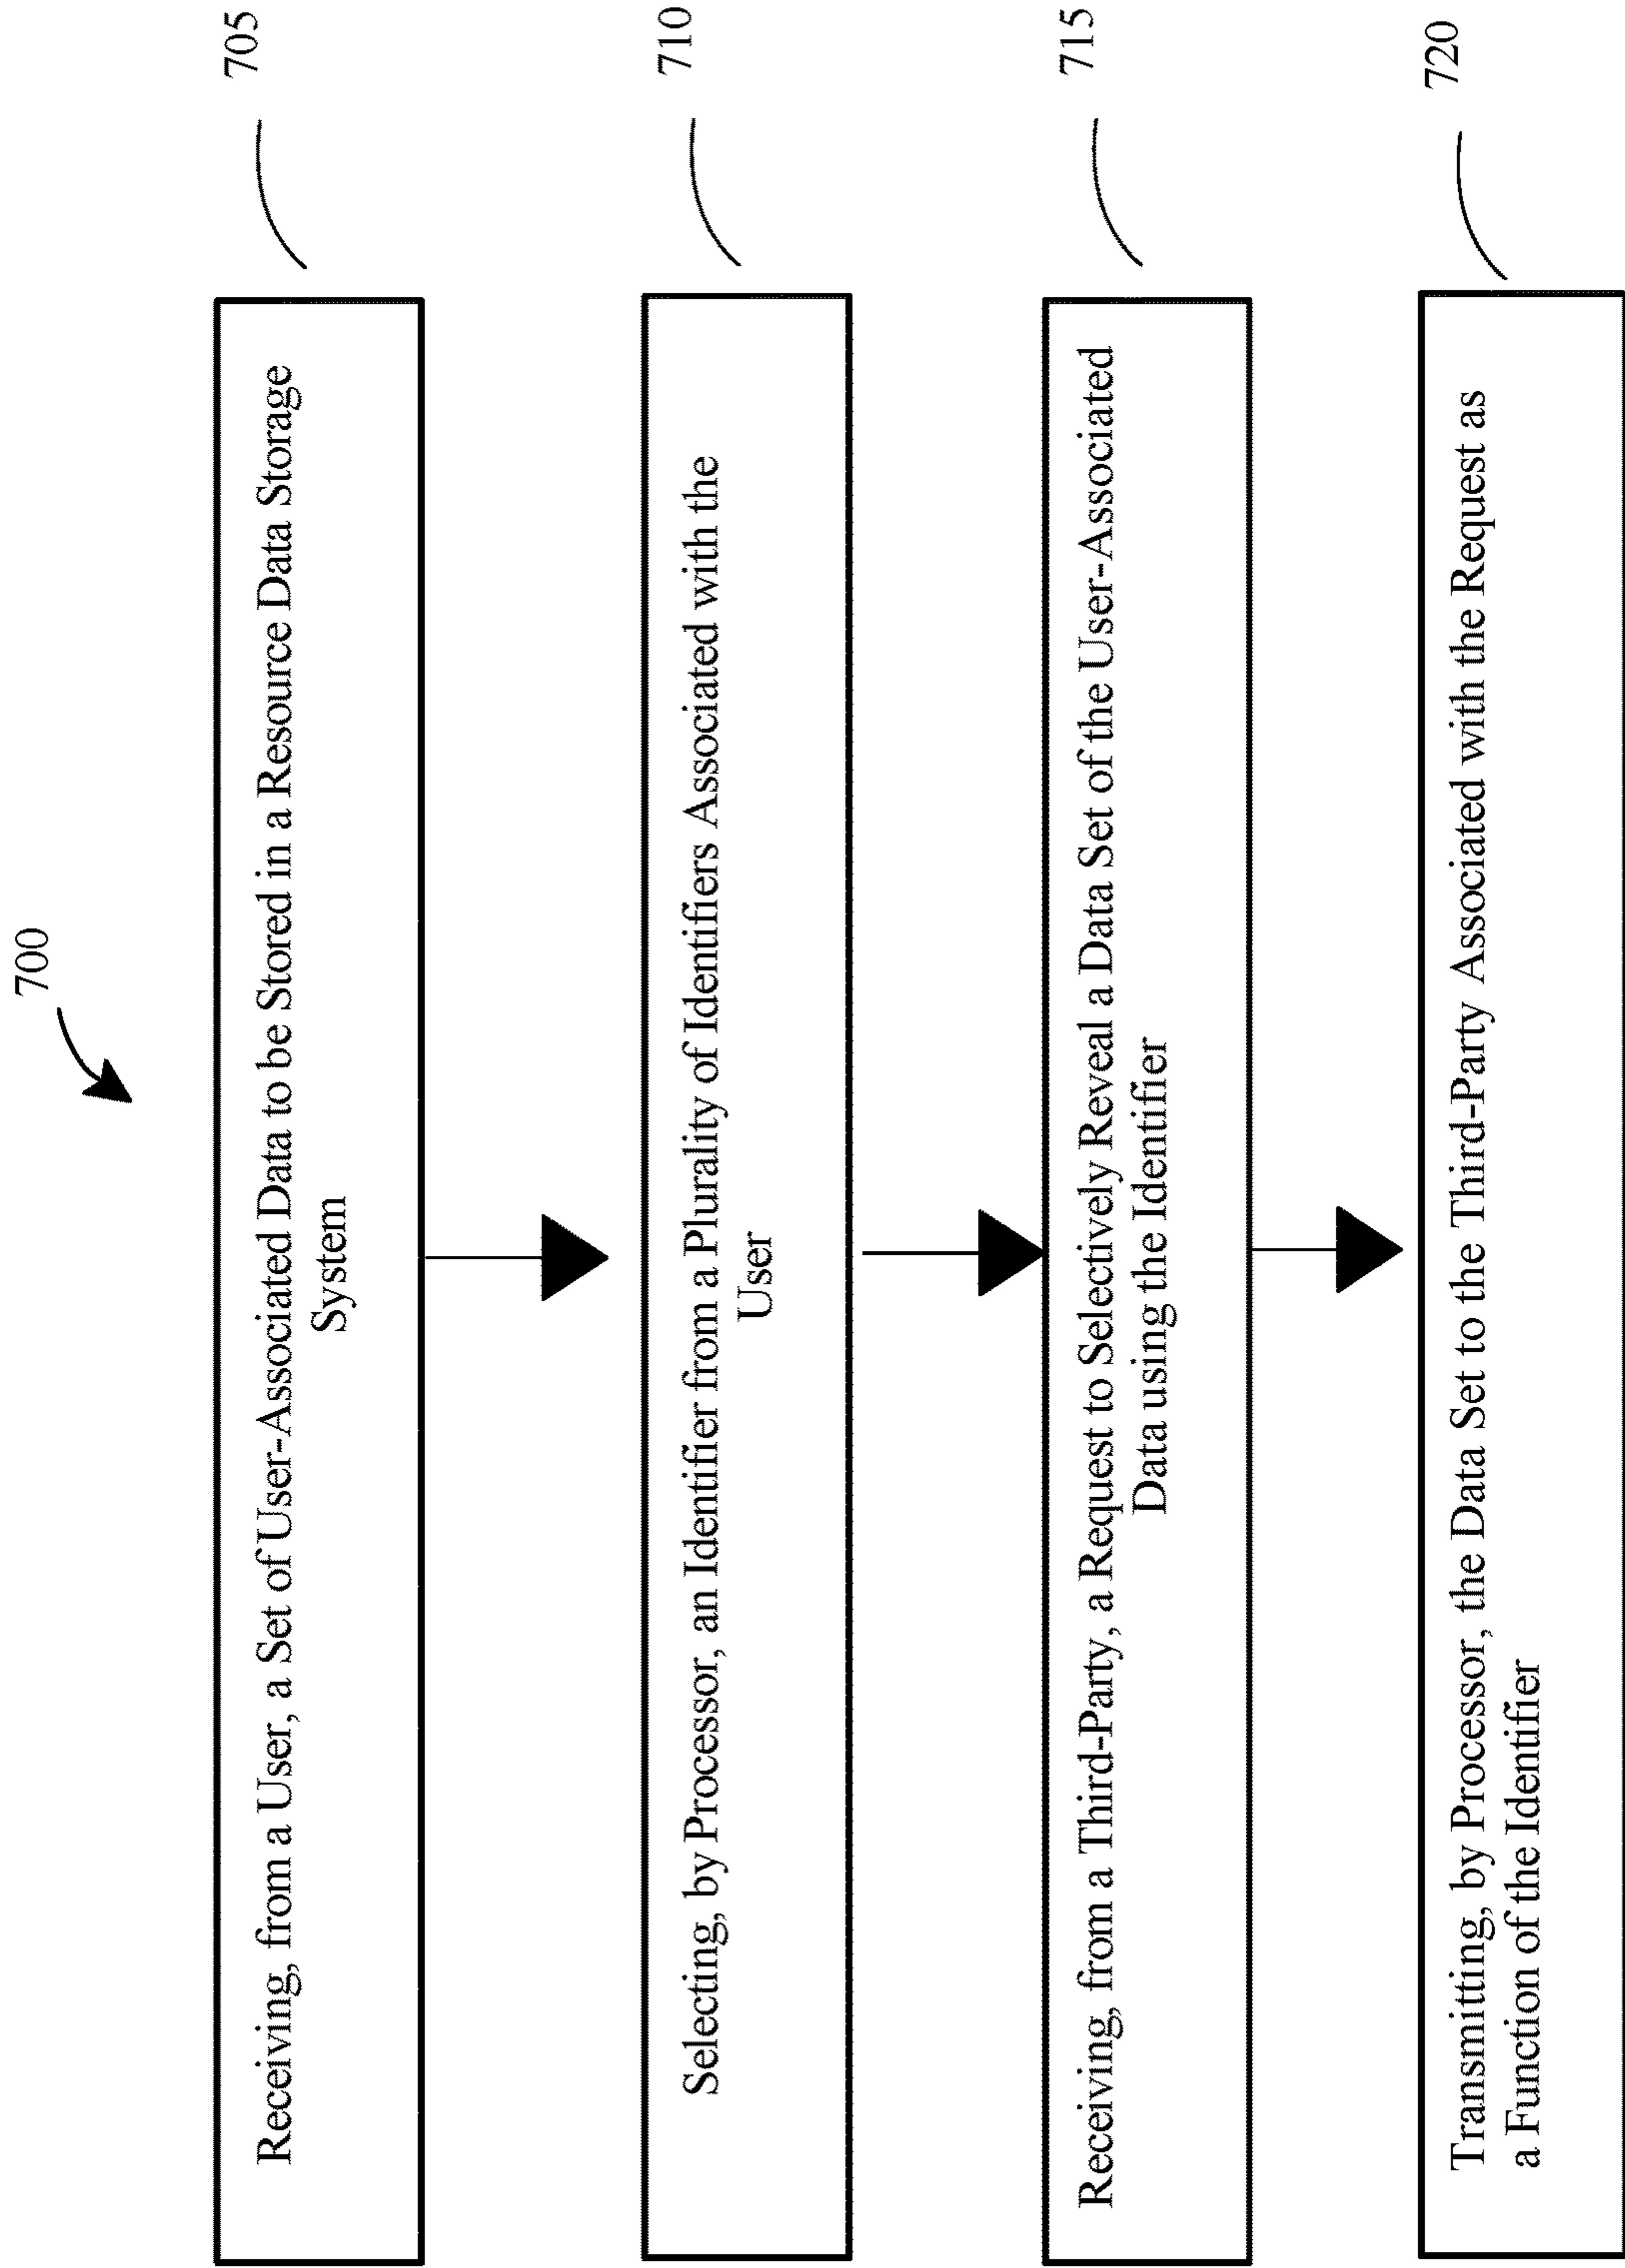 700
Receiving, from a User, a Set of User-Associated Data to be Stored in a Resource Data Storage
System
705
Selecting, by Processor, an Identifier from a Plurality of Identifiers Associated with the
User
710
Receiving, from a Third-Party, a Request to Selectively Reveal a Data Set of the User-Associated
Data using the Identifier
715
Transmitting, by Processor, the Data Set to the Third-Party Associated with the Request as
a Function of the Identifier
720